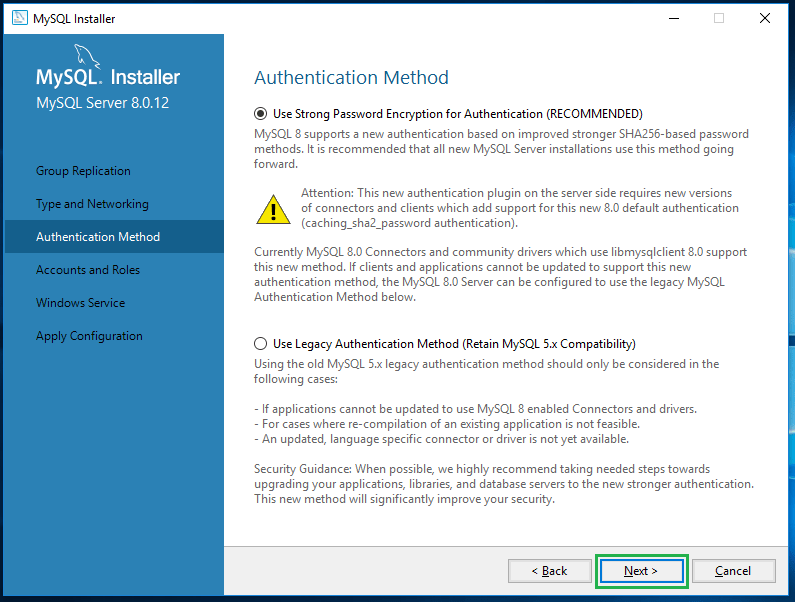 MySQL Installer
MySQL. Installer
MySQL Server 8.0.12
Group Replication
Type and Networking
Authentication Method
Accounts and Roles
Windows Service
Apply Configuration
Authentication Method
Use Strong Password Encryption for Authentication (RECOMMENDED)
MySQL 8 supports a new authentication based on improved stronger SHA256-based password
methods. It is recommended that all new MySQL Server installations use this method going
forward.
Attention: This new authentication plugin on the server side requires new versions
of connectors and clients which add support for this new 8.0 default authentication
(caching_sha2_password authentication).
Currently MySQL 8.0 Connectors and community drivers which use libmysqlclient 8.0 support
this new method. If clients and applications cannot be updated to support this new
authentication method, the MySQL 8.0 Server can be configured to use the legacy MySQL
Authentication Method below.
Use Legacy Authentication Method (Retain MySQL 5.x Compatibility)
Using the old MySQL 5.x legacy authentication method should only be considered in the
following cases:
- If applications cannot be updated to use MySQL 8 enabled Connectors and drivers.
- For cases where re-compilation of an existing application is not feasible.
- An updated, language specific connector or driver is not yet available.
Security Guidance: When possible, we highly recommend taking needed steps towards
upgrading your applications, libraries, and database servers to the new stronger authentication.
This new method will significantly improve your security.
< Back
Next >
Cancel